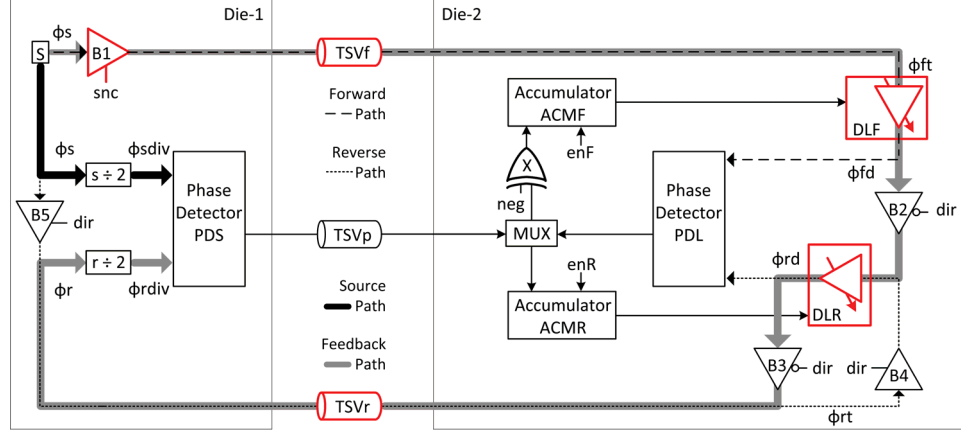 Die-1
Die-2
ϕs
S
B1
snc
TSVf
ϕft
Forward
Path
Accumulator
ACMF
enF
DLF
ϕs
s ÷ 2
ϕsdiv
Reverse
Path
X
neg
Phase
Detector
PDS
Phase
Detector
PDL
ϕfd
B5
dir
B2
dir
TSVp
MUX
r ÷ 2
ϕr
ϕrdiv
enR
ϕrd
Source
Path
Accumulator
ACMR
DLR
Feedback
Path
B3
dir
dir
B4
TSVr
ϕrt